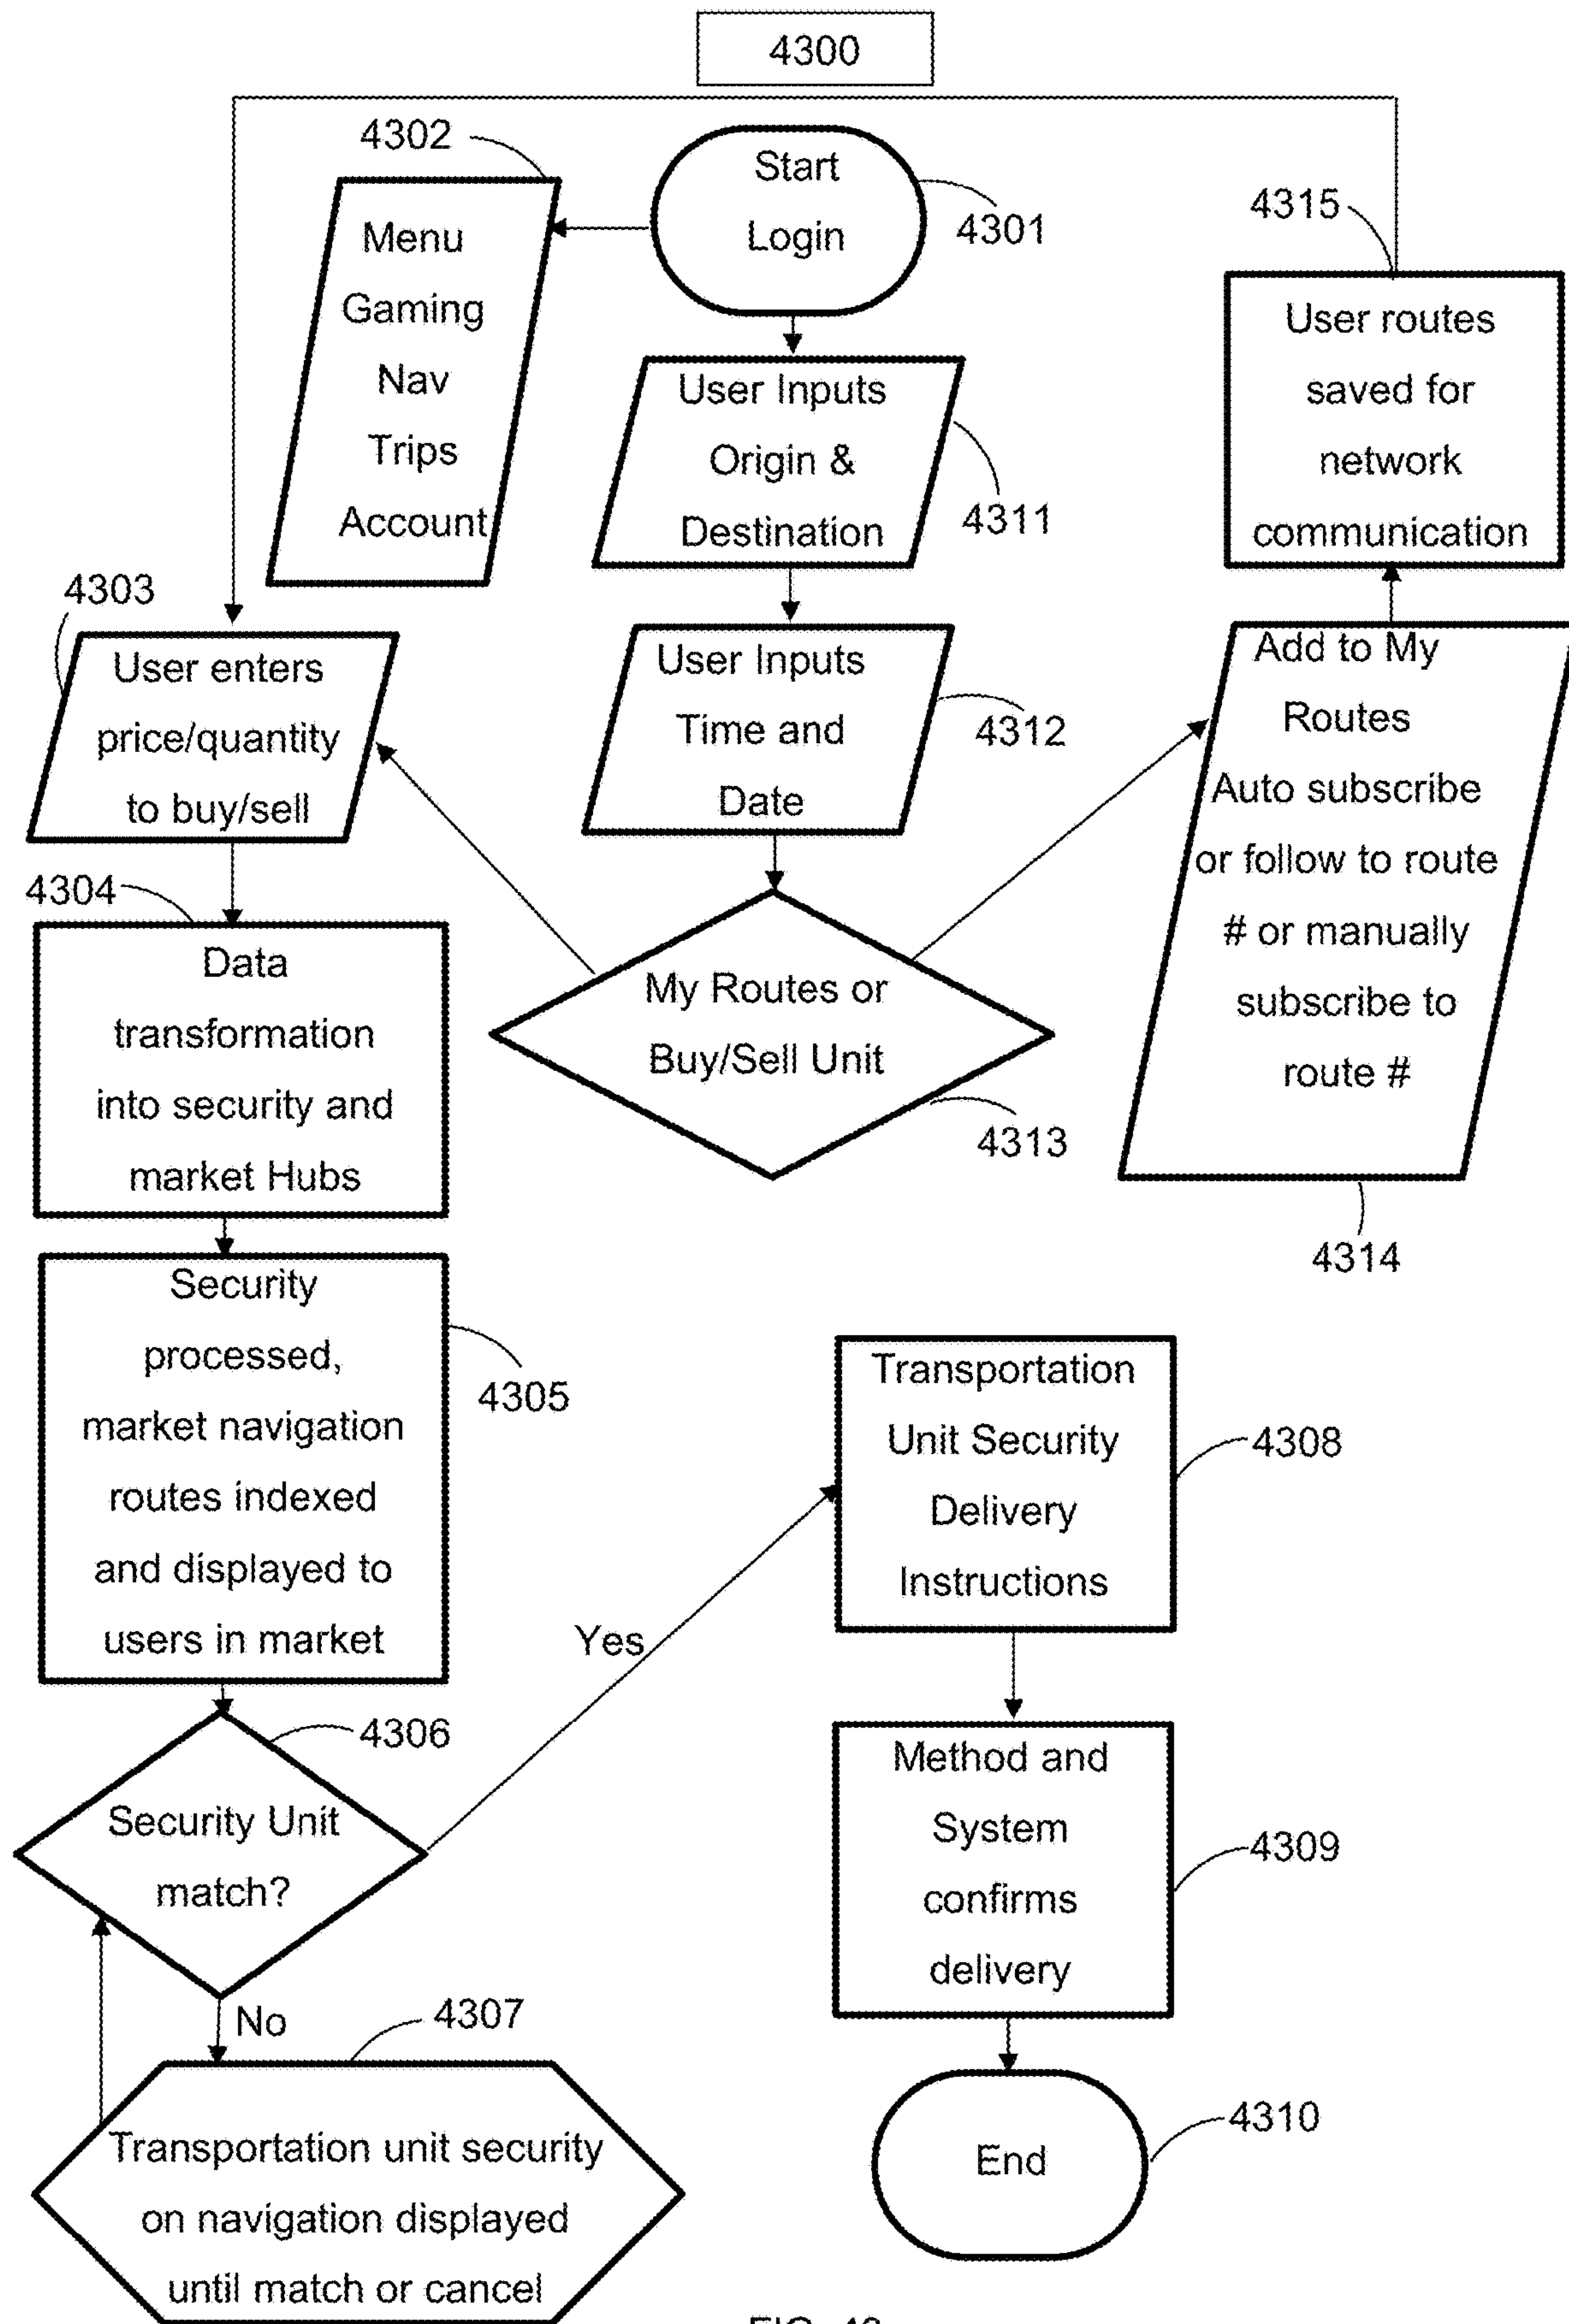 4300
4302
Start
Login
4301
Menu
Gaming
Nav
Trips
Account
User Inputs
Origin &
Destination
4311
4315
User routes
saved for
network
communication
4303
User enters
price/quantity
to buy/sell
User Inputs
Time and
Date
4312
Add to My
Routes
Auto subscribe
or follow to route
# or manually
subscribe to
route #
4314
4304
Data
transformation
into security and
market Hubs
My Routes or
Buy/Sell Unit
4313
Security
processed,
market navigation
routes indexed
and displayed to
users in market
4305
Transportation
Unit Security
Delivery
Instructions
4308
Yes
4306
Security Unit
match?
Method and
System
confirms
delivery
4309
No
4307
Transportation unit security
on navigation displayed
until match or cancel
End
4310